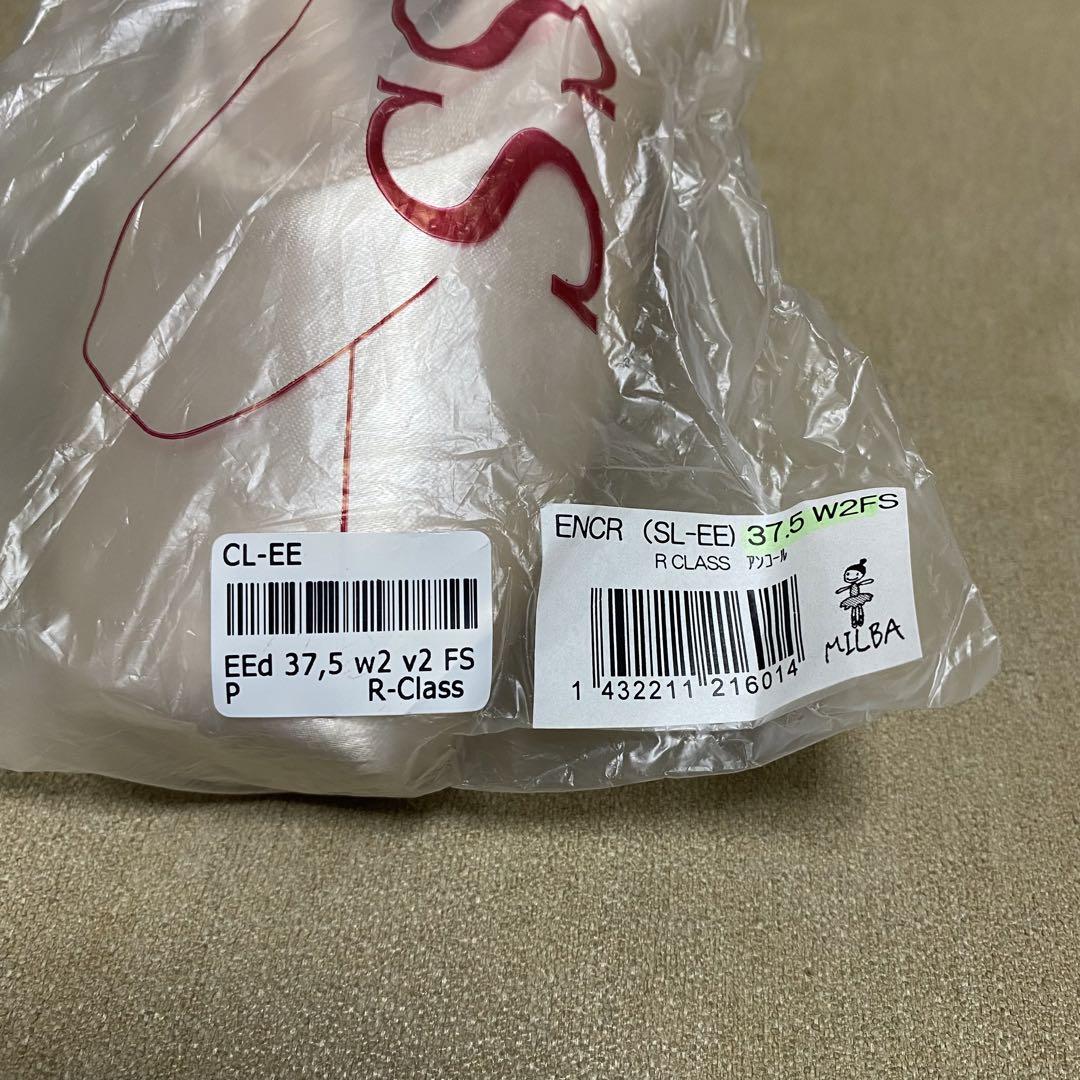 SS
CL-EE
EEd 37,5 w2 v2 FS
P R-Class
ENCR (SL-EE) 37.5 W2FS
R CLASS アンコール
1 432211 216014
MILBA